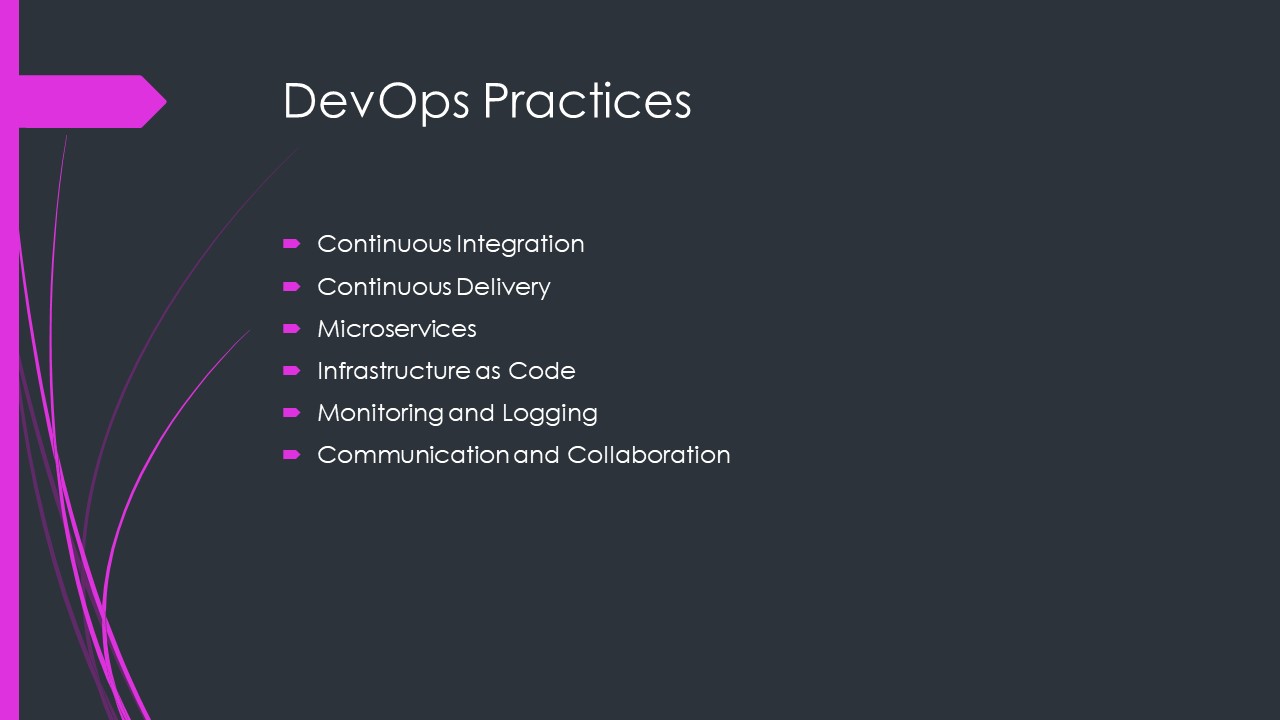 DevOps Practices
Continuous Integration
Continuous Delivery
Microservices
Infrastructure as Code
Monitoring and Logging
Communication and Collaboration